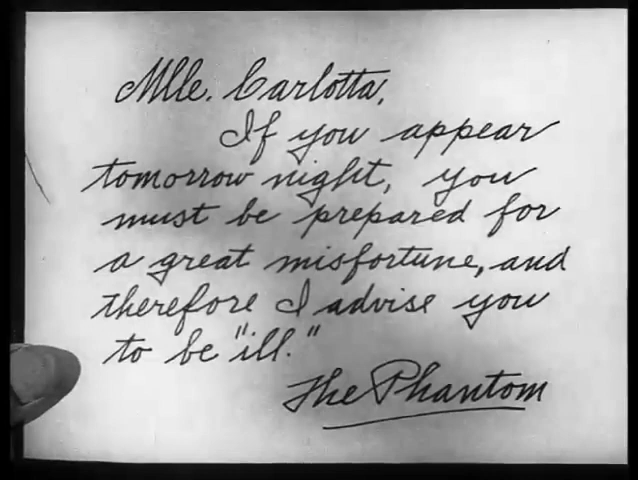 Mlle. Carlotta,
If you appear
tomorrow night, you
must be prepared for
a great misfortune, and
therefore I advise you
to be "ill."
The Phantom